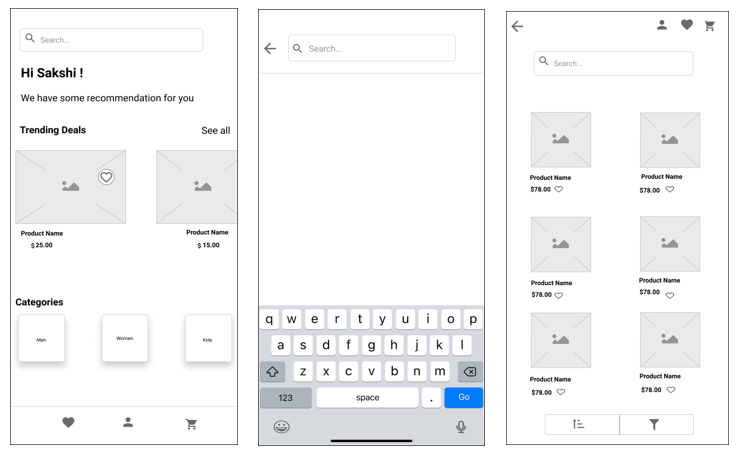 Search...
Hi Sakshi !
We have some recommendation for you
Trending Deals See all
Product Name Product Name
$25.00 $ 15.00
Categories
Men Women Kids
Search...
q w e r t y u i o p
a s d f g h j k l
z x c v b n m
123 space . Go
Search...
Product Name Product Name
$78.00 $78.00
Product Name Product Name
$78.00 $78.00
Product Name Product Name
$78.00 $78.00